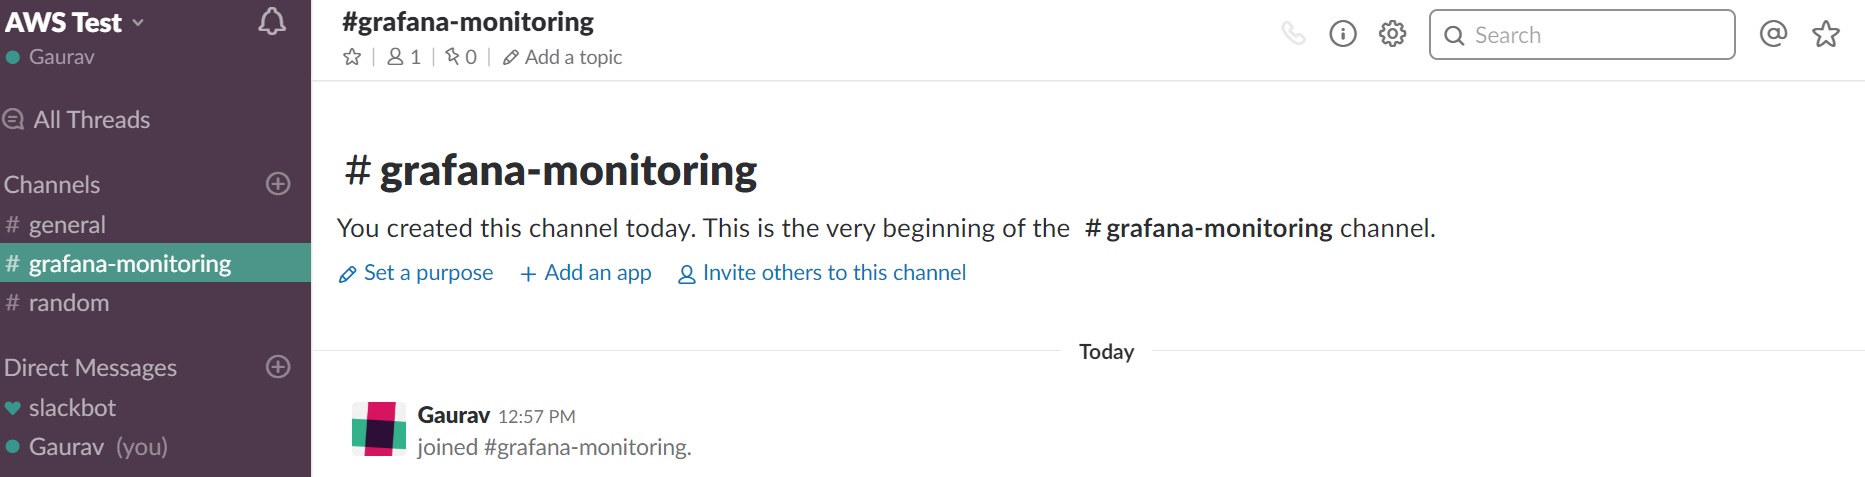 AWS Test
Gaurav
All Threads
Channels
# general
# grafana-monitoring
# random
Direct Messages
slackbot
Gaurav (you)
#grafana-monitoring
1 | 0 | Add a topic
Search
# grafana-monitoring
You created this channel today. This is the very beginning of the # grafana-monitoring channel.
Set a purpose + Add an app Invite others to this channel
Today
Gaurav 12:57 PM
joined #grafana-monitoring.